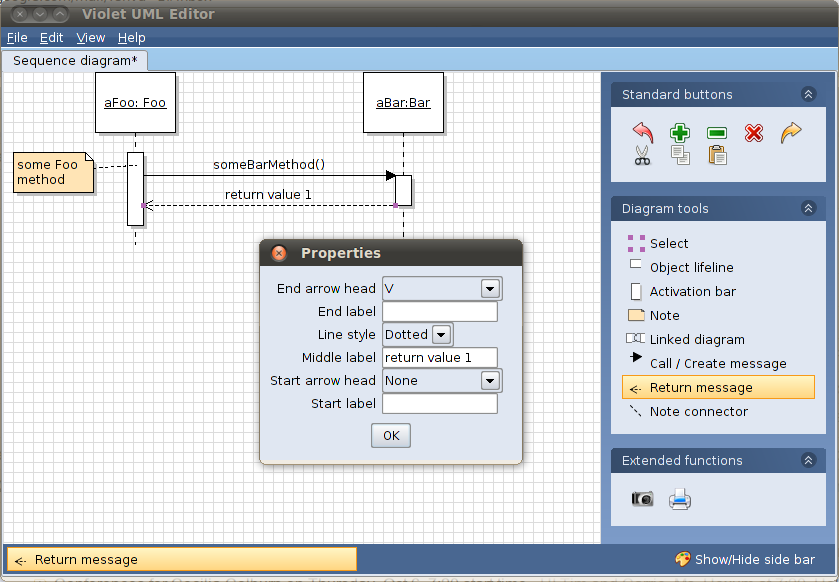 Violet UML Editor
File Edit View Help
Sequence diagram*
aFoo: Foo
aBar:Bar
some Foo
method
someBarMethod()
return value 1
Properties
End arrow head V
End label
Line style Dotted
Middle label return value 1
Start arrow head None
Start label
OK
Standard buttons
Diagram tools
Select
Object lifeline
Activation bar
Note
Linked diagram
Call / Create message
Return message
Note connector
Extended functions
Return message
Show/Hide side bar